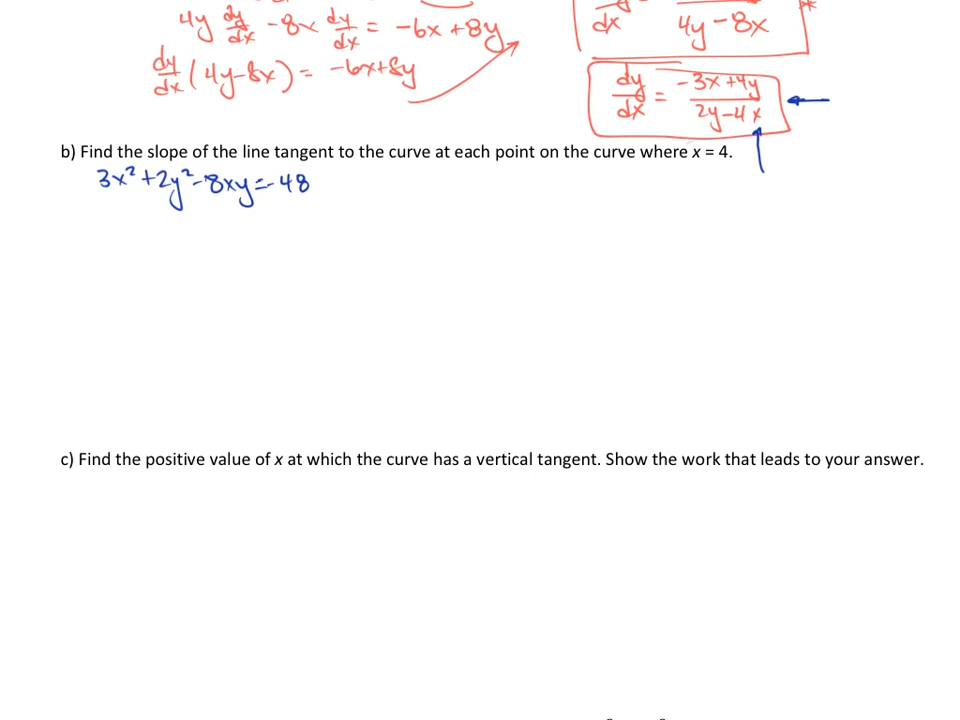 4y dy/dx - 8x dy/dx = -6x + 8y
dy/dx (4y-8x) = -6x+8y
dx 4y-8x
dy/dx = -3x+4y/2y-4x
b) Find the slope of the line tangent to the curve at each point on the curve where x = 4.
3x²+2y²-8xy=-48
c) Find the positive value of x at which the curve has a vertical tangent. Show the work that leads to your answer.